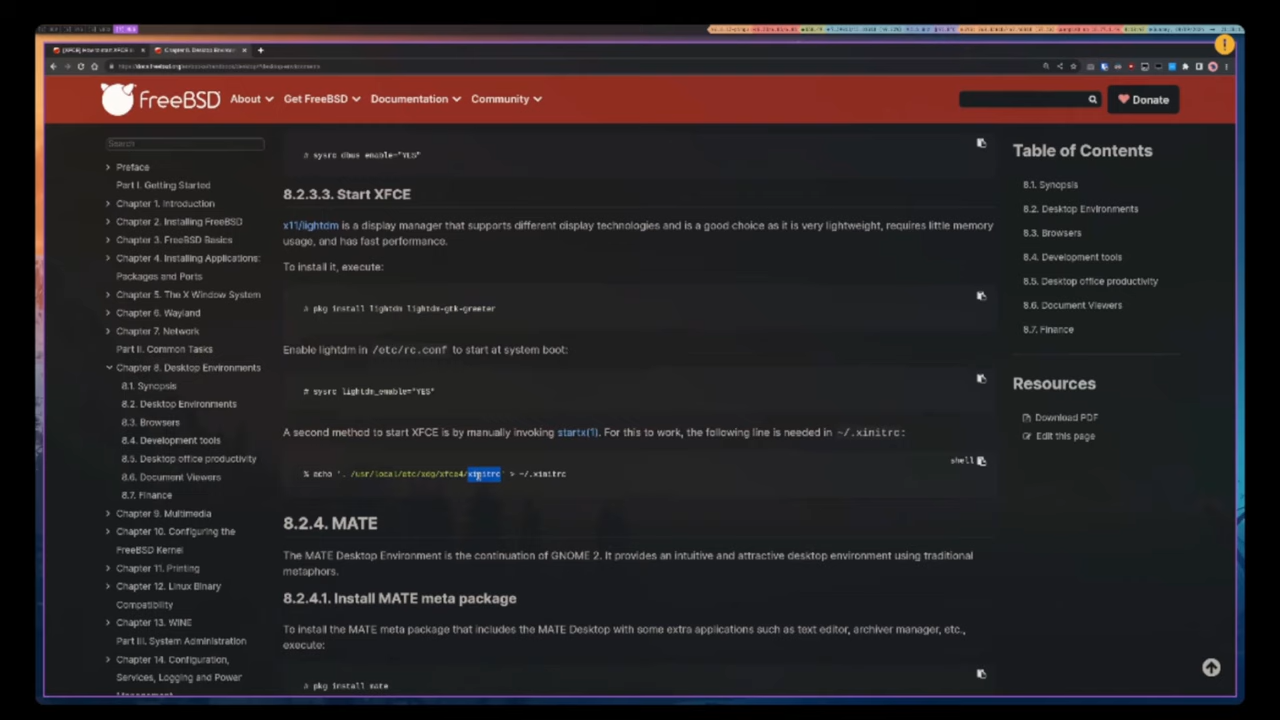 Chapter 8. Desktop Environments
FreeBSD
About
Get FreeBSD
Documentation
Community
Donate
Search
Preface
Part I. Getting Started
Chapter 1. Introduction
Chapter 2. Installing FreeBSD
Chapter 3. FreeBSD Basics
Chapter 4. Installing Applications:
Packages and Ports
Chapter 5. The X Window System
Chapter 6. Wayland
Chapter 7. Network
Part II. Common Tasks
Chapter 8. Desktop Environments
8.1. Synopsis
8.2. Desktop Environments
8.3. Browsers
8.4. Development tools
8.5. Desktop office productivity
8.6. Document Viewers
8.7. Finance
Chapter 9. Multimedia
Chapter 10. Configuring the
FreeBSD Kernel
Chapter 11. Printing
Chapter 12. Linux Binary
Compatibility
Chapter 13. WINE
Part III. System Administration
Chapter 14. Configuration,
Services, Logging and Power
# sysrc dbus_enable="YES"
8.2.3.3. Start XFCE
x11/lightdm is a display manager that supports different display technologies and is a good choice as it is very lightweight, requires little memory
usage, and has fast performance.
To install it, execute:
# pkg install lightdm lightdm-gtk-greeter
Enable lightdm in /etc/rc.conf to start at system boot:
# sysrc lightdm_enable="YES"
A second method to start XFCE is by manually invoking startx(1). For this to work, the following line is needed in ~/.xinitrc:
shell
% echo '. /usr/local/etc/xdg/xfce4/xinitrc' > ~/.xinitrc
8.2.4. MATE
The MATE Desktop Environment is the continuation of GNOME 2. It provides an intuitive and attractive desktop environment using traditional
metaphors.
8.2.4.1. Install MATE meta package
To install the MATE meta package that includes the MATE Desktop with some extra applications such as text editor, archiver manager, etc.,
execute:
# pkg install mate
Table of Contents
8.1. Synopsis
8.2. Desktop Environments
8.3. Browsers
8.4. Development tools
8.5. Desktop office productivity
8.6. Document Viewers
8.7. Finance
Resources
Download PDF
Edit this page